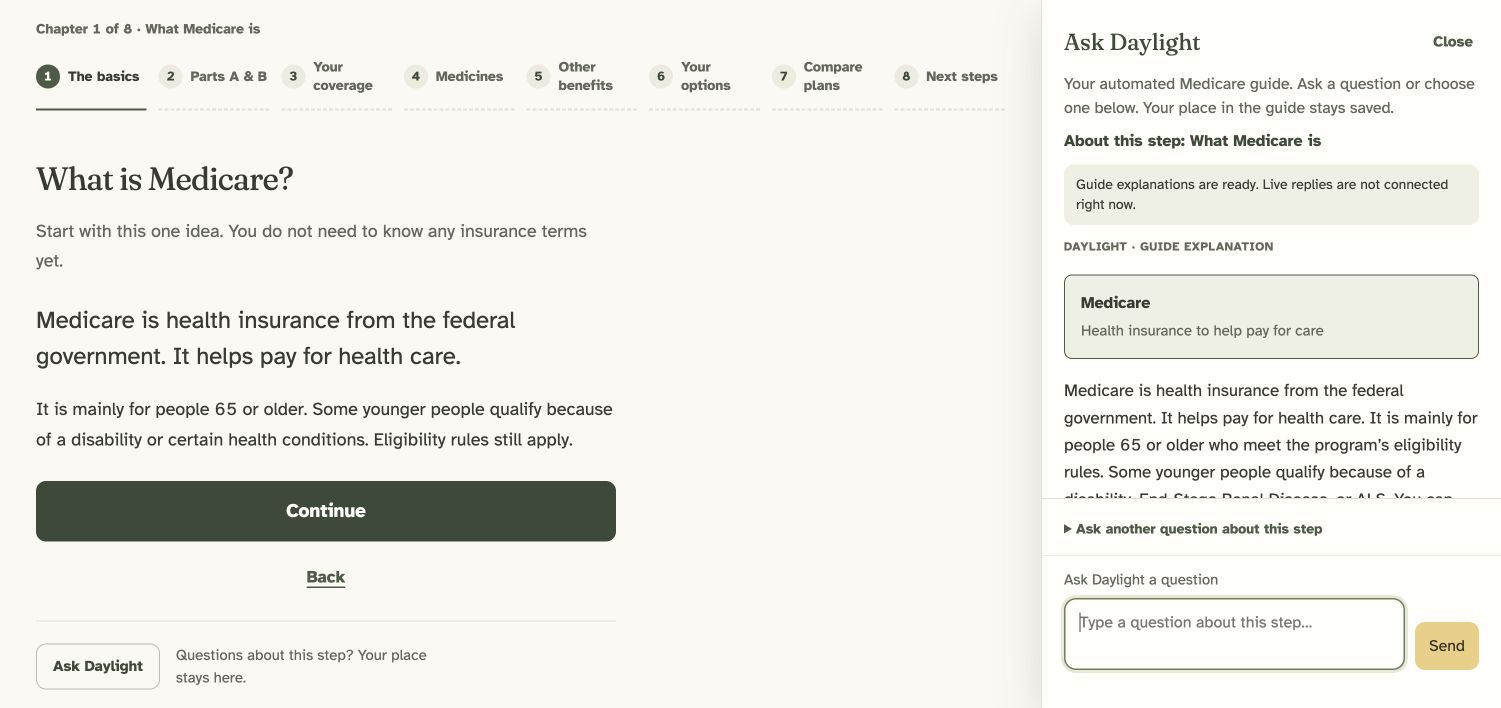 Chapter 1 of 8 · What Medicare is
1 The basics
2 Parts A & B
3 Your coverage
4 Medicines
5 Other benefits
6 Your options
7 Compare plans
8 Next steps
What is Medicare?
Start with this one idea. You do not need to know any insurance terms
yet.
Medicare is health insurance from the federal
government. It helps pay for health care.
It is mainly for people 65 or older. Some younger people qualify because
of a disability or certain health conditions. Eligibility rules still apply.
Continue
Back
Ask Daylight
Questions about this step? Your place
stays here.
Ask Daylight
Close
Your automated Medicare guide. Ask a question or choose
one below. Your place in the guide stays saved.
About this step: What Medicare is
Guide explanations are ready. Live replies are not connected
right now.
DAYLIGHT · GUIDE EXPLANATION
Medicare
Health insurance to help pay for care
Medicare is health insurance from the federal
government. It helps pay for health care. It is mainly for
people 65 or older who meet the program’s eligibility
rules. Some younger people qualify because of a
disability, End-Stage Renal Disease, or ALS. You can
Ask another question about this step
Ask Daylight a question
Type a question about this step...
Send